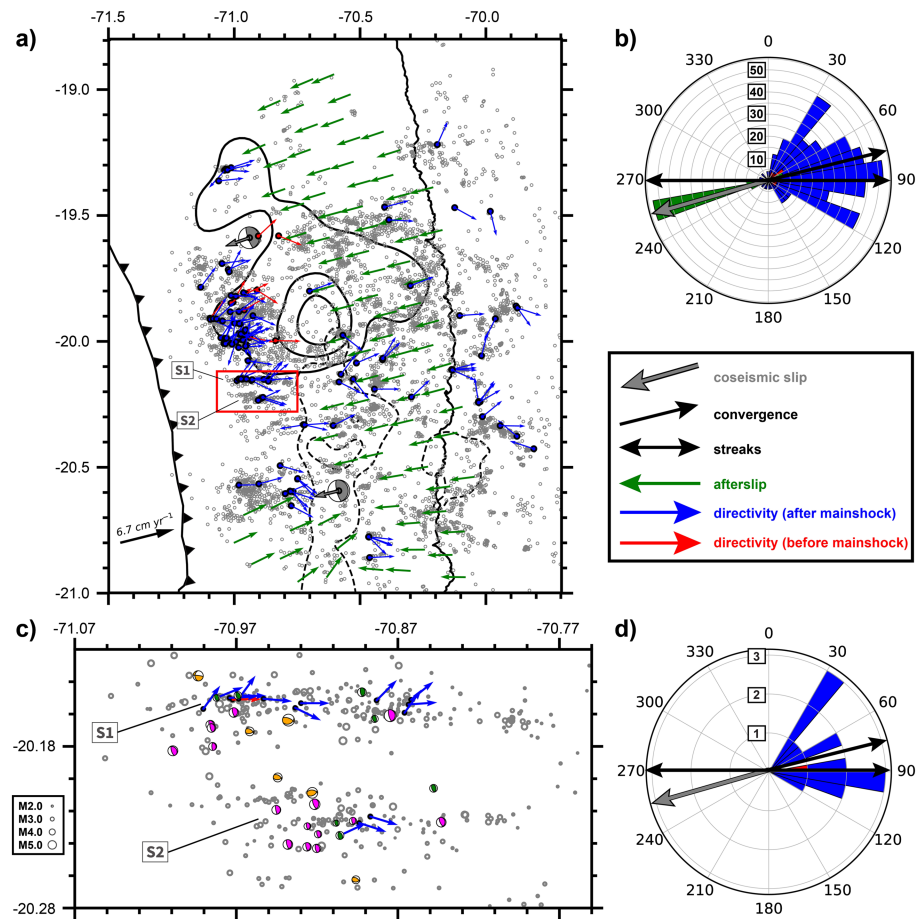 a)
-71.5
-71.0
-70.5
-70.0
-19.0
-19.5
-20.0
-20.5
-21.0
S1
S2
6.7 cm yr⁻¹
b)
0
30
60
90
120
180
210
240
270
300
330
50
40
30
20
10
coseismic slip
convergence
streaks
afterslip
directivity (after mainshock)
directivity (before mainshock)
c)
-71.07
-70.97
-70.87
-70.77
-20.18
-20.28
S1
S2
M2.0
M3.0
M4.0
M5.0
d)
0
30
60
90
120
180
210
240
270
300
330
3
2
1